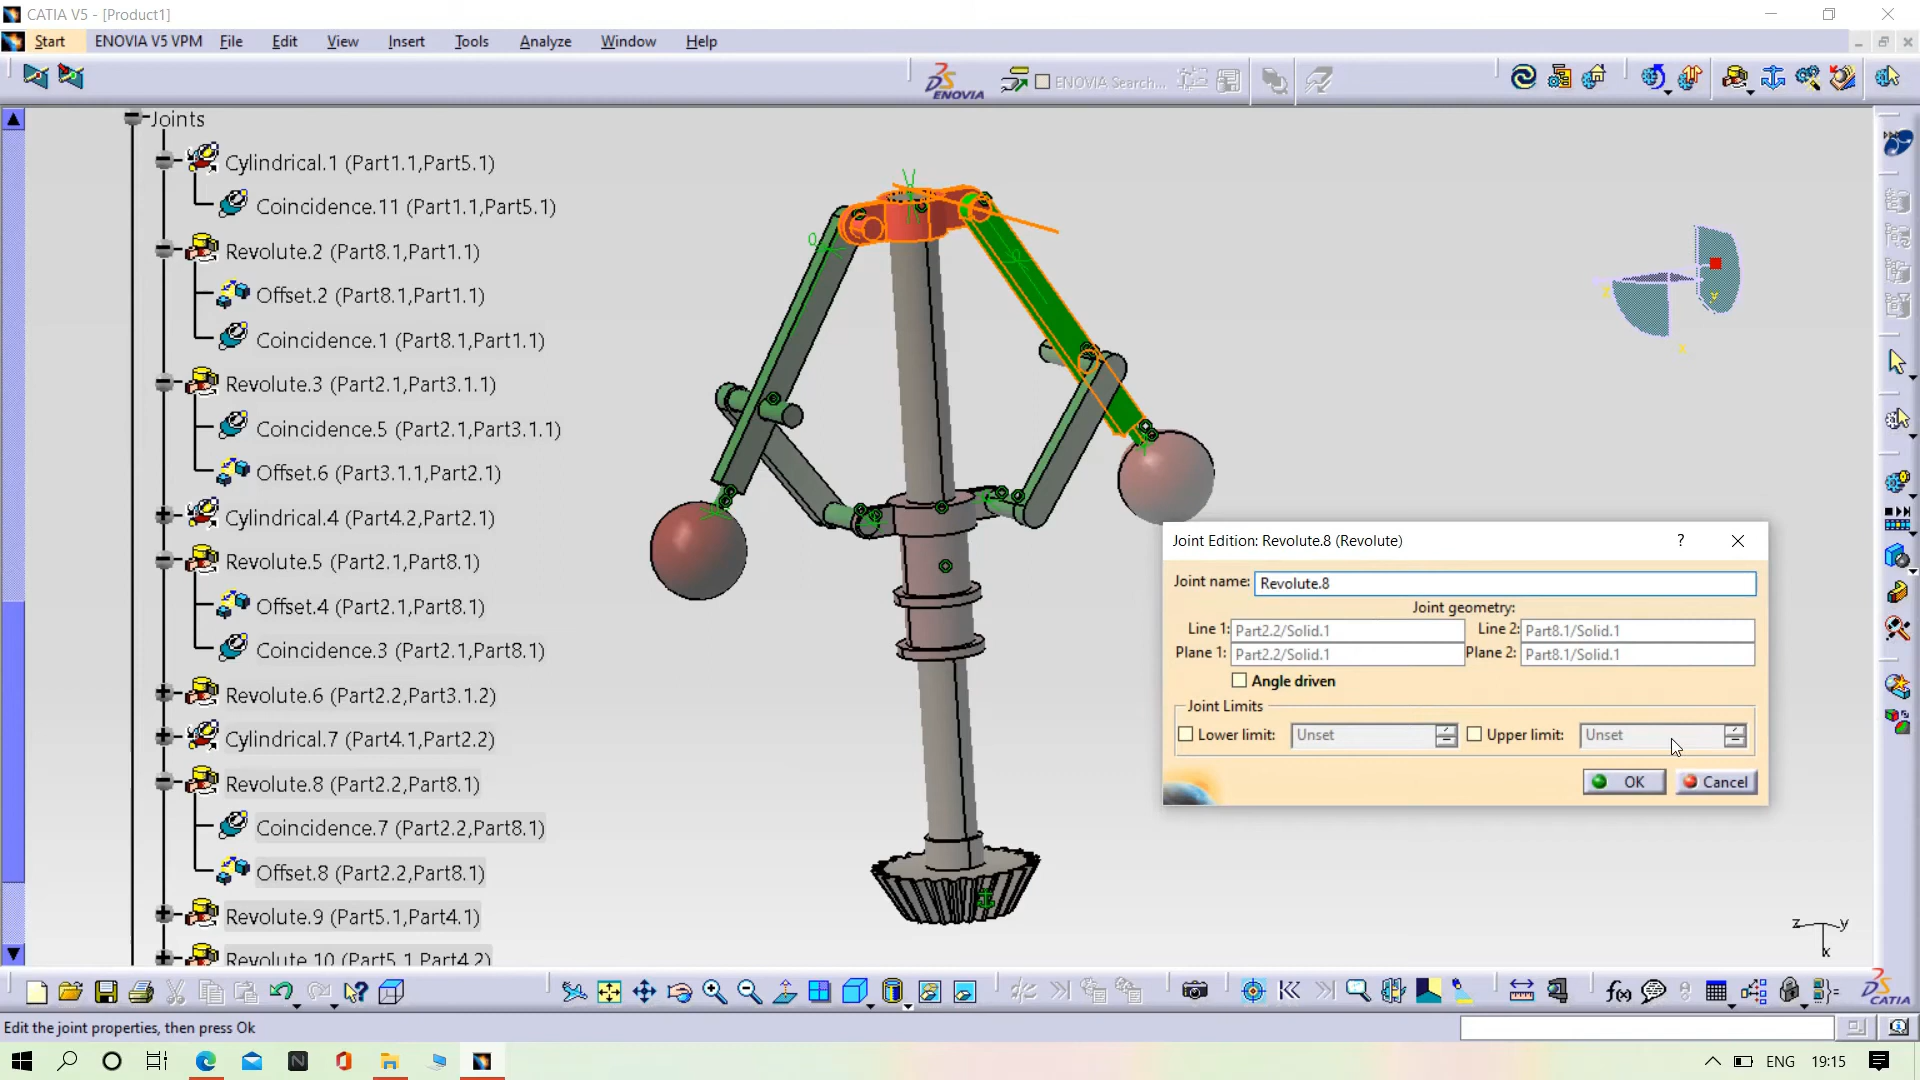 CATIA V5 - [Product1]
Start ENOVIA V5 VPM File Edit View Insert Tools Analyze Window Help
ENOVIA
ENOVIA Search...
Joints
Cylindrical.1 (Part1.1,Part5.1)
Coincidence.11 (Part1.1,Part5.1)
Revolute.2 (Part8.1,Part1.1)
Offset.2 (Part8.1,Part1.1)
Coincidence.1 (Part8.1,Part1.1)
Revolute.3 (Part2.1,Part3.1.1)
Coincidence.5 (Part2.1,Part3.1.1)
Offset.6 (Part3.1.1,Part2.1)
Cylindrical.4 (Part4.2,Part2.1)
Revolute.5 (Part2.1,Part8.1)
Offset.4 (Part2.1,Part8.1)
Coincidence.3 (Part2.1,Part8.1)
Revolute.6 (Part2.2,Part3.1.2)
Cylindrical.7 (Part4.1,Part2.2)
Revolute.8 (Part2.2,Part8.1)
Coincidence.7 (Part2.2,Part8.1)
Offset.8 (Part2.2,Part8.1)
Revolute.9 (Part5.1,Part4.1)
Revolute.10 (Part5.1,Part4.2)
Joint Edition: Revolute.8 (Revolute)
?
Joint name: Revolute.8
Joint geometry:
Line 1: Part2.2/Solid.1 Line 2: Part8.1/Solid.1
Plane 1: Part2.2/Solid.1 Plane 2: Part8.1/Solid.1
Angle driven
Joint Limits
Lower limit: Unset Upper limit: Unset
OK Cancel
z y
x
f(x)
CATIA
Edit the joint properties, then press Ok
ENG 19:15